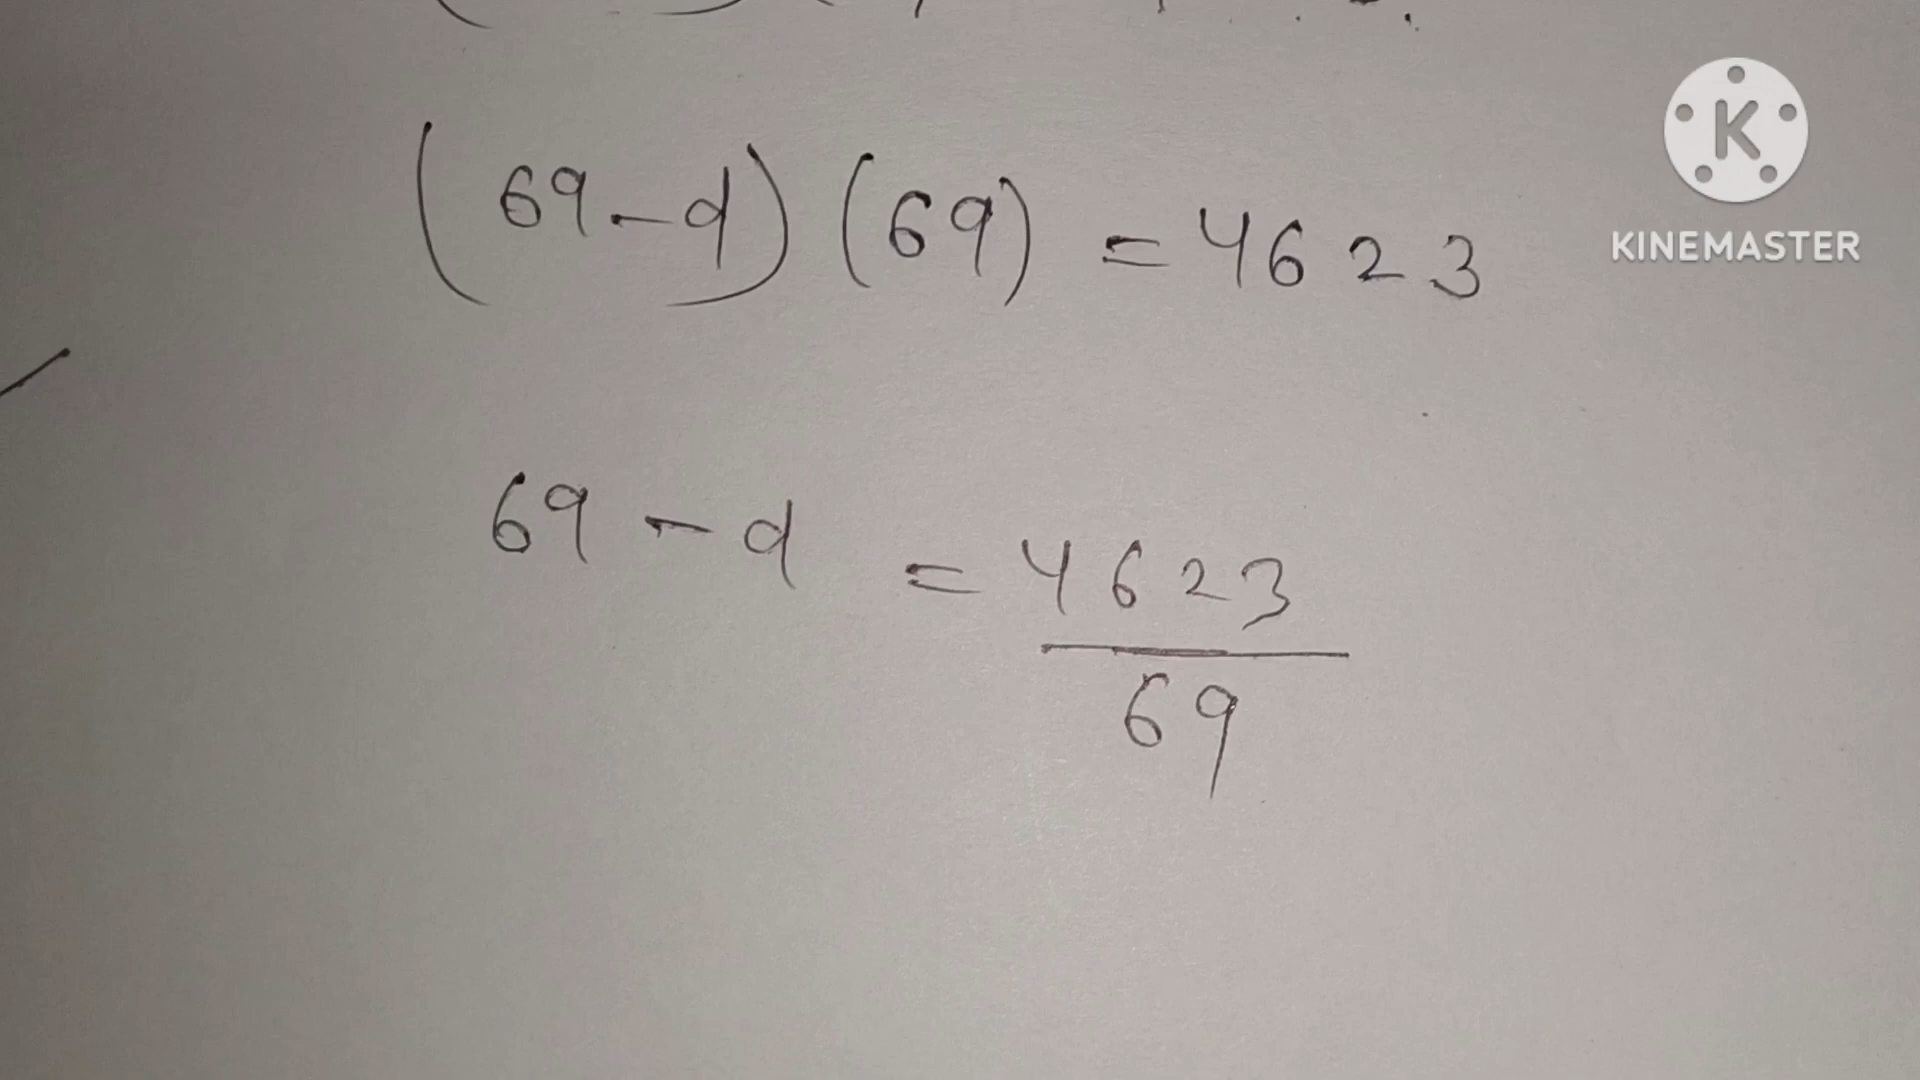 (69-d) (69) = 4623
69 - d = 4623
69
KINEMASTER